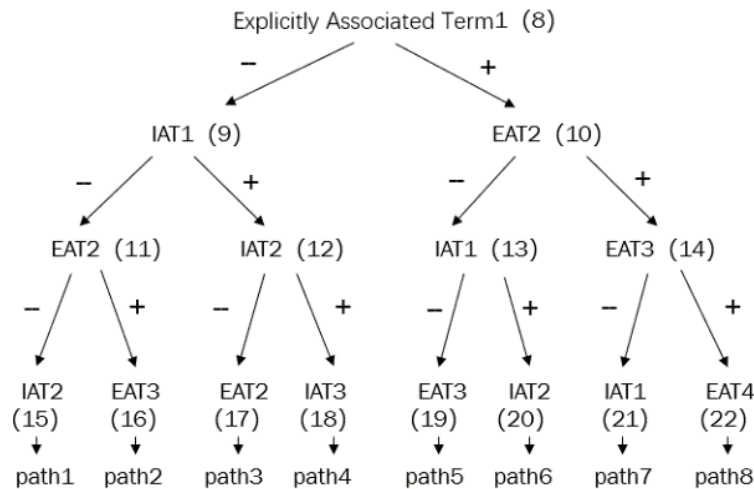 Explicitly Associated Term1 (8)
-- +
IAT1 (9) EAT2 (10)
-- + -- +
EAT2 (11) IAT2 (12) IAT1 (13) EAT3 (14)
-- + -- + -- + -- +
IAT2 EAT3 EAT2 IAT3 EAT3 IAT2 IAT1 EAT4
(15) (16) (17) (18) (19) (20) (21) (22)
path1 path2 path3 path4 path5 path6 path7 path8